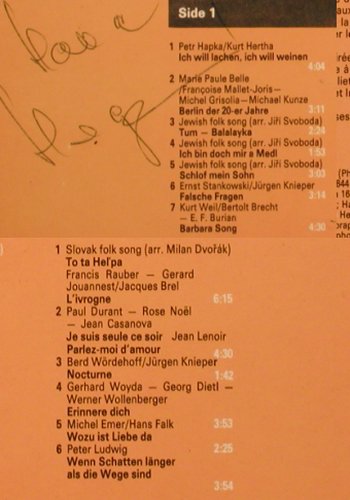 Side 1
1 Petr Hapka/Kurt Hertha
Ich will lachen, ich will weinen
4:04
2 Marie Paule Belle
/Françoise Mallet-Joris—
Michel Grisolia—Michael Kunze
Berlin der 20-er Jahre 3:11
3 Jewish folk song (arr. Jiří Svoboda)
Tum — Balalayka 2:24
4 Jewish folk song (arr. Jiří Svoboda)
Ich bin doch mir a Medl 1:53
5 Jewish folk song (arr. Jiří Svoboda)
Schlof mein Sohn 3:03
6 Ernst Stankowski/Jürgen Knieper
Falsche Fragen 3:14
7 Kurt Weil/Bertolt Brecht
— E. F. Burian
Barbara Song 4:30
1 Slovak folk song (arr. Milan Dvořák)
To ta Heľpa
Francis Rauber — Gerard
Jouannest/Jacques Brel
L'ivrogne 6:15
2 Paul Durant — Rose Noël
— Jean Casanova
Je suis seule ce soir Jean Lenoir
Parlez-moi d'amour 4:30
3 Berd Wördehoff/Jürgen Knieper
Nocturne 1:42
4 Gerhard Woyda — Georg Dietl —
Werner Wollenberger
Erinnere dich
5 Michel Emer/Hans Falk 3:53
Wozu ist Liebe da
6 Peter Ludwig 2:25
Wenn Schatten länger
als die Wege sind
3:54